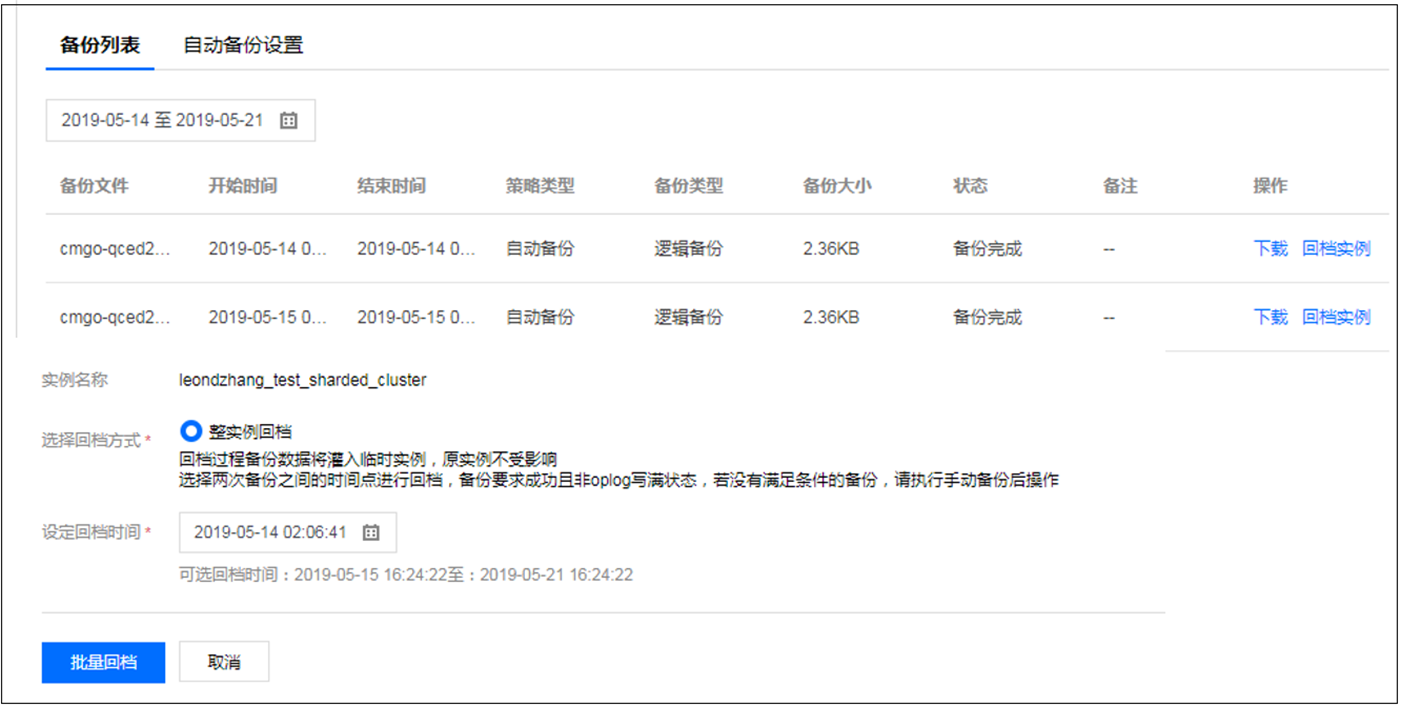 备份列表 自动备份设置
2019-05-14 至 2019-05-21
备份文件 开始时间 结束时间 策略类型 备份类型 备份大小 状态 备注 操作
cmgo-qced2... 2019-05-14 0... 2019-05-14 0... 自动备份 逻辑备份 2.36KB 备份完成 -- 下载 回档实例
cmgo-qced2... 2019-05-15 0... 2019-05-15 0... 自动备份 逻辑备份 2.36KB 备份完成 -- 下载 回档实例
实例名称 leondzhang_test_sharded_cluster
选择回档方式* 整实例回档
回档过程备份数据将灌入临时实例，原实例不受影响
选择两次备份之间的时间点进行回档，备份要求成功且非oplog写满状态，若没有满足条件的备份，请执行手动备份后操作
设定回档时间* 2019-05-14 02:06:41
可选回档时间：2019-05-15 16:24:22至：2019-05-21 16:24:22
批量回档 取消